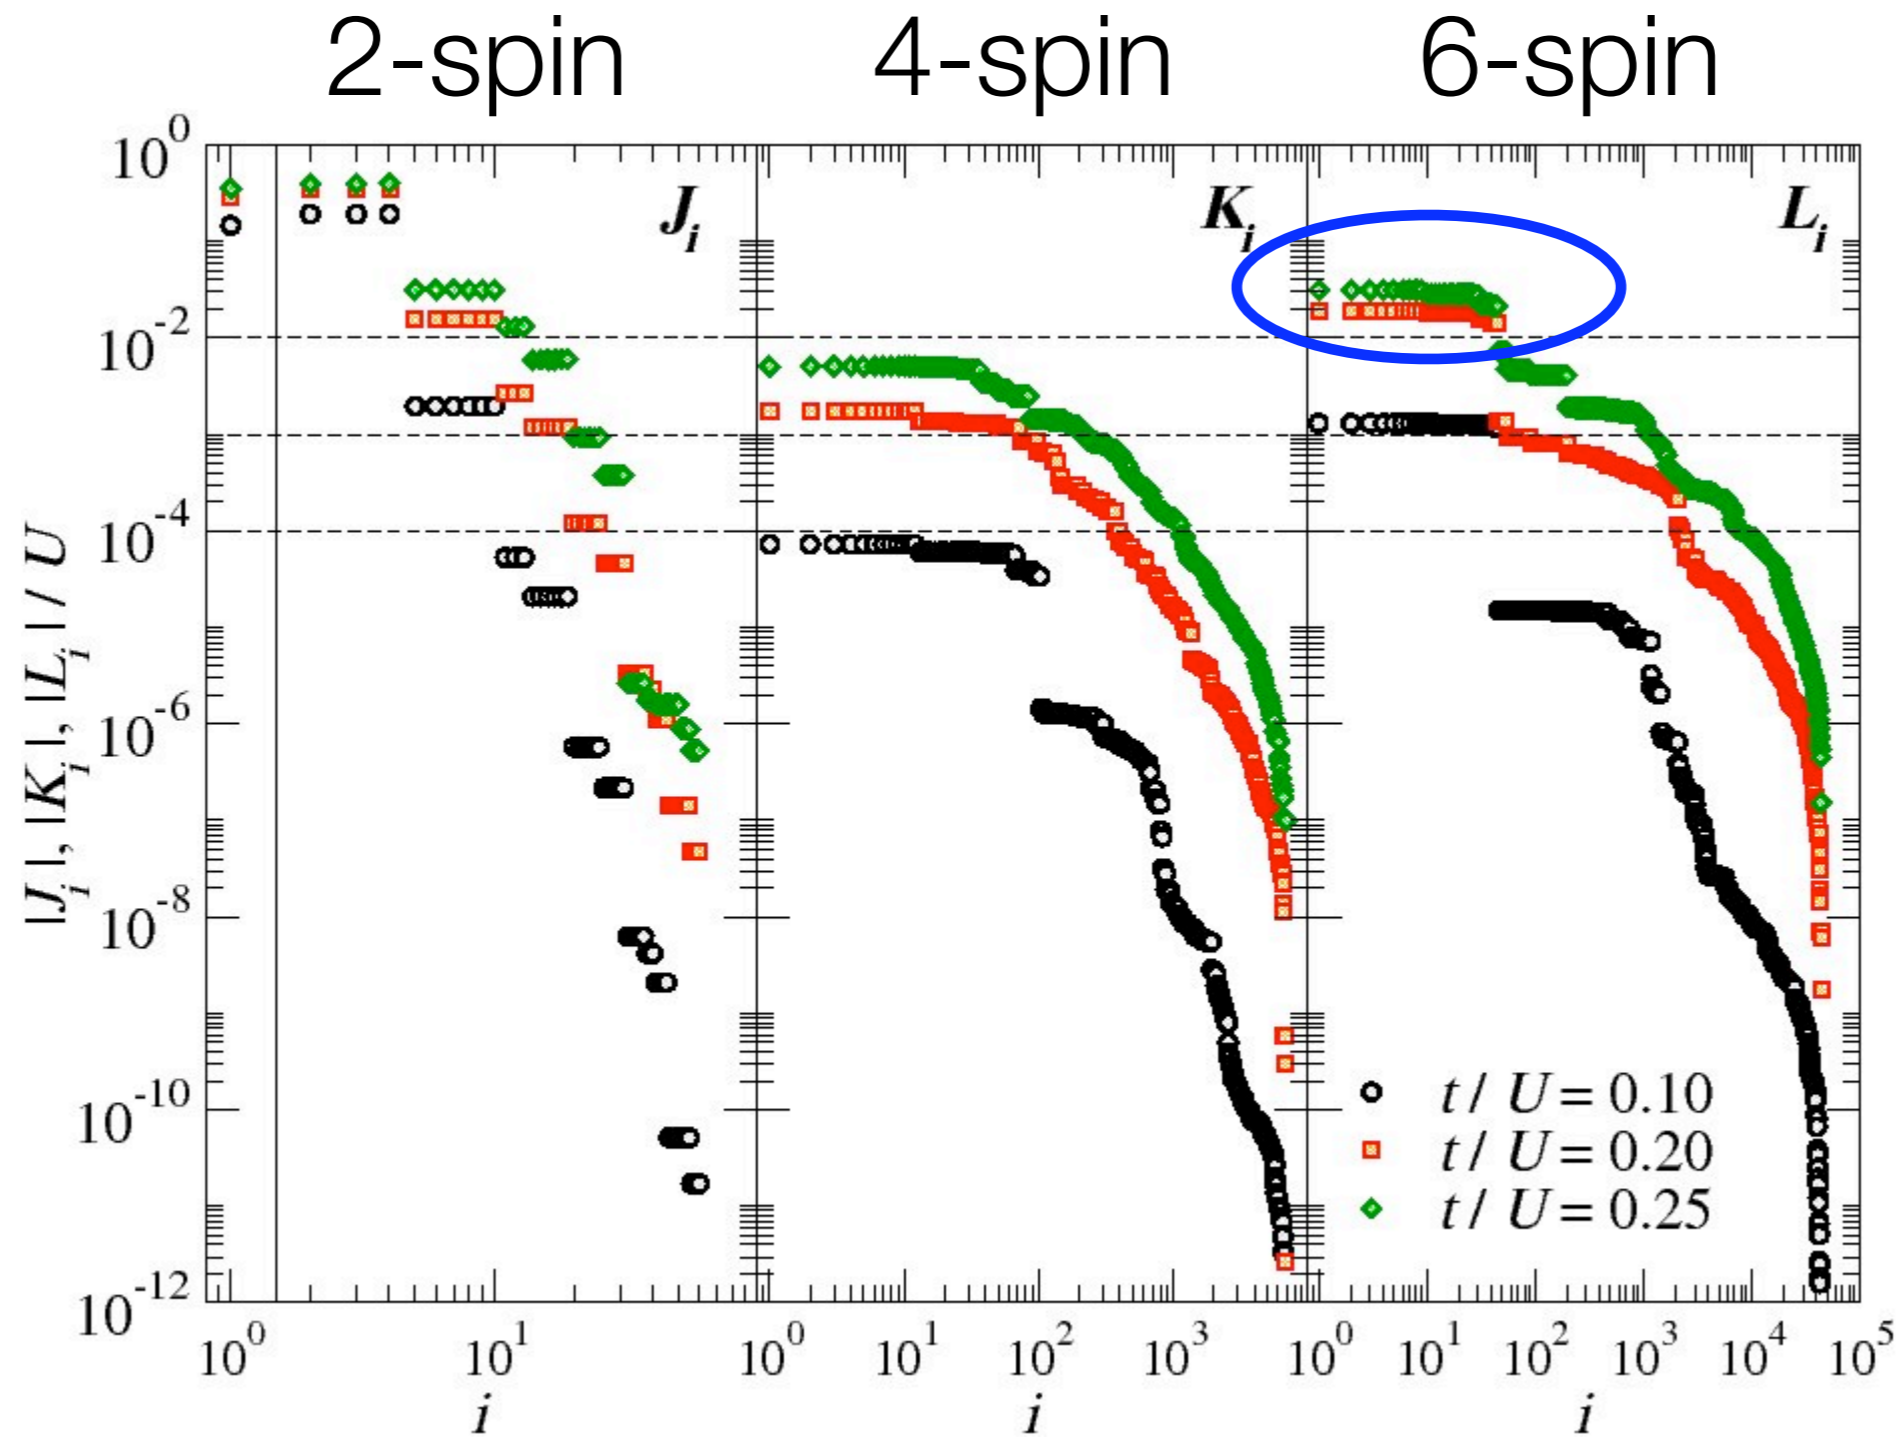 2-spin 4-spin 6-spin
J_i K_i L_i
10^0
10^-2
10^-4
10^-6
10^-8
10^-10
10^-12
|J_i|, |K_i|, |L_i| / U
t / U = 0.10
t / U = 0.20
t / U = 0.25
10^0 10^1 10^0 10^1 10^2 10^3 10^0 10^1 10^2 10^3 10^4 10^5
i i i